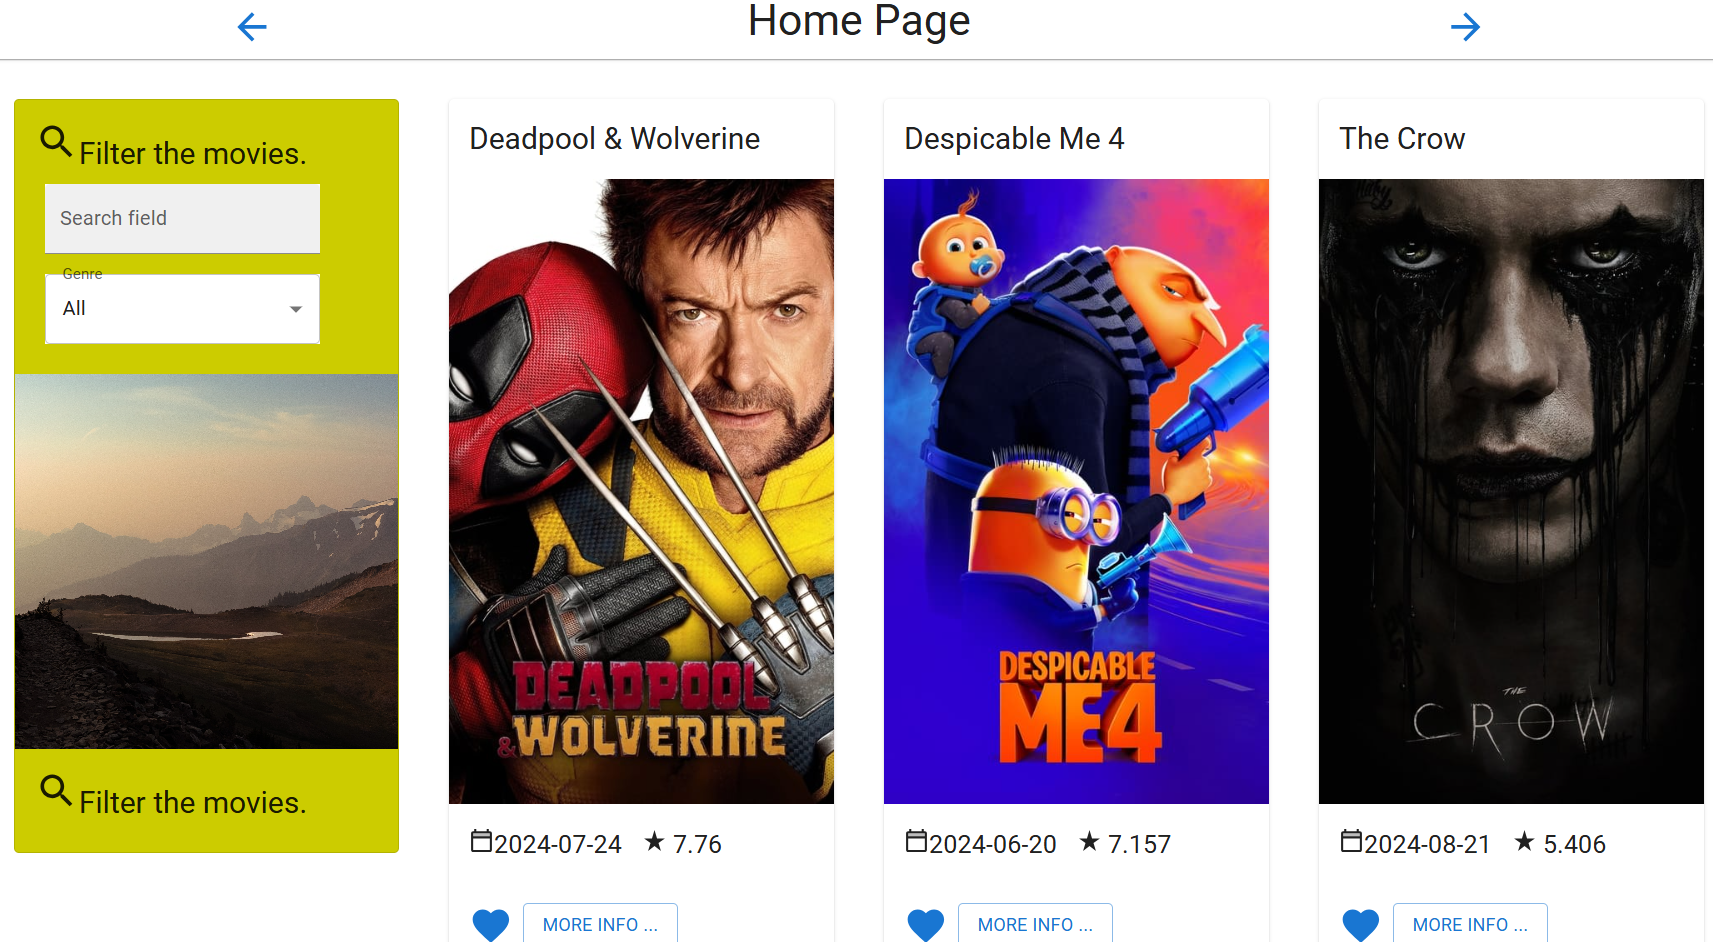 Home Page
Filter the movies.
Search field
Genre
All
Filter the movies.
Deadpool & Wolverine
DEADPOOL
& WOLVERINE
2024-07-24 ★ 7.76
MORE INFO ...
Despicable Me 4
DESPICABLE
ME4
2024-06-20 ★ 7.157
MORE INFO ...
The Crow
THE
CROW
2024-08-21 ★ 5.406
MORE INFO ...